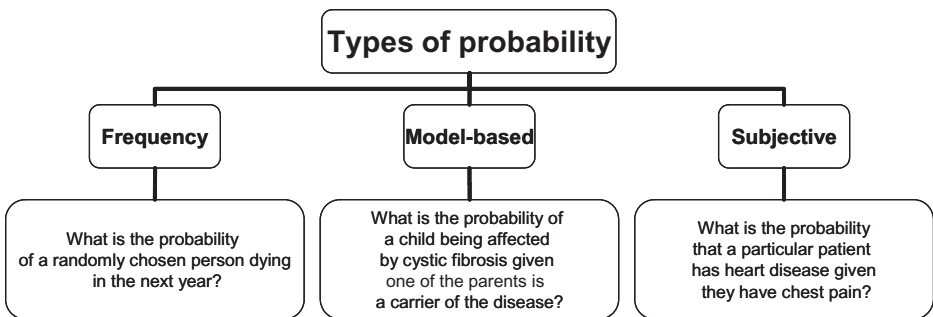 Types of probability
Frequency
Model-based
Subjective
What is the probability
of a randomly chosen person dying
in the next year?
What is the probability of
a child being affected
by cystic fibrosis given
one of the parents is
a carrier of the disease?
What is the probability
that a particular patient
has heart disease given
they have chest pain?